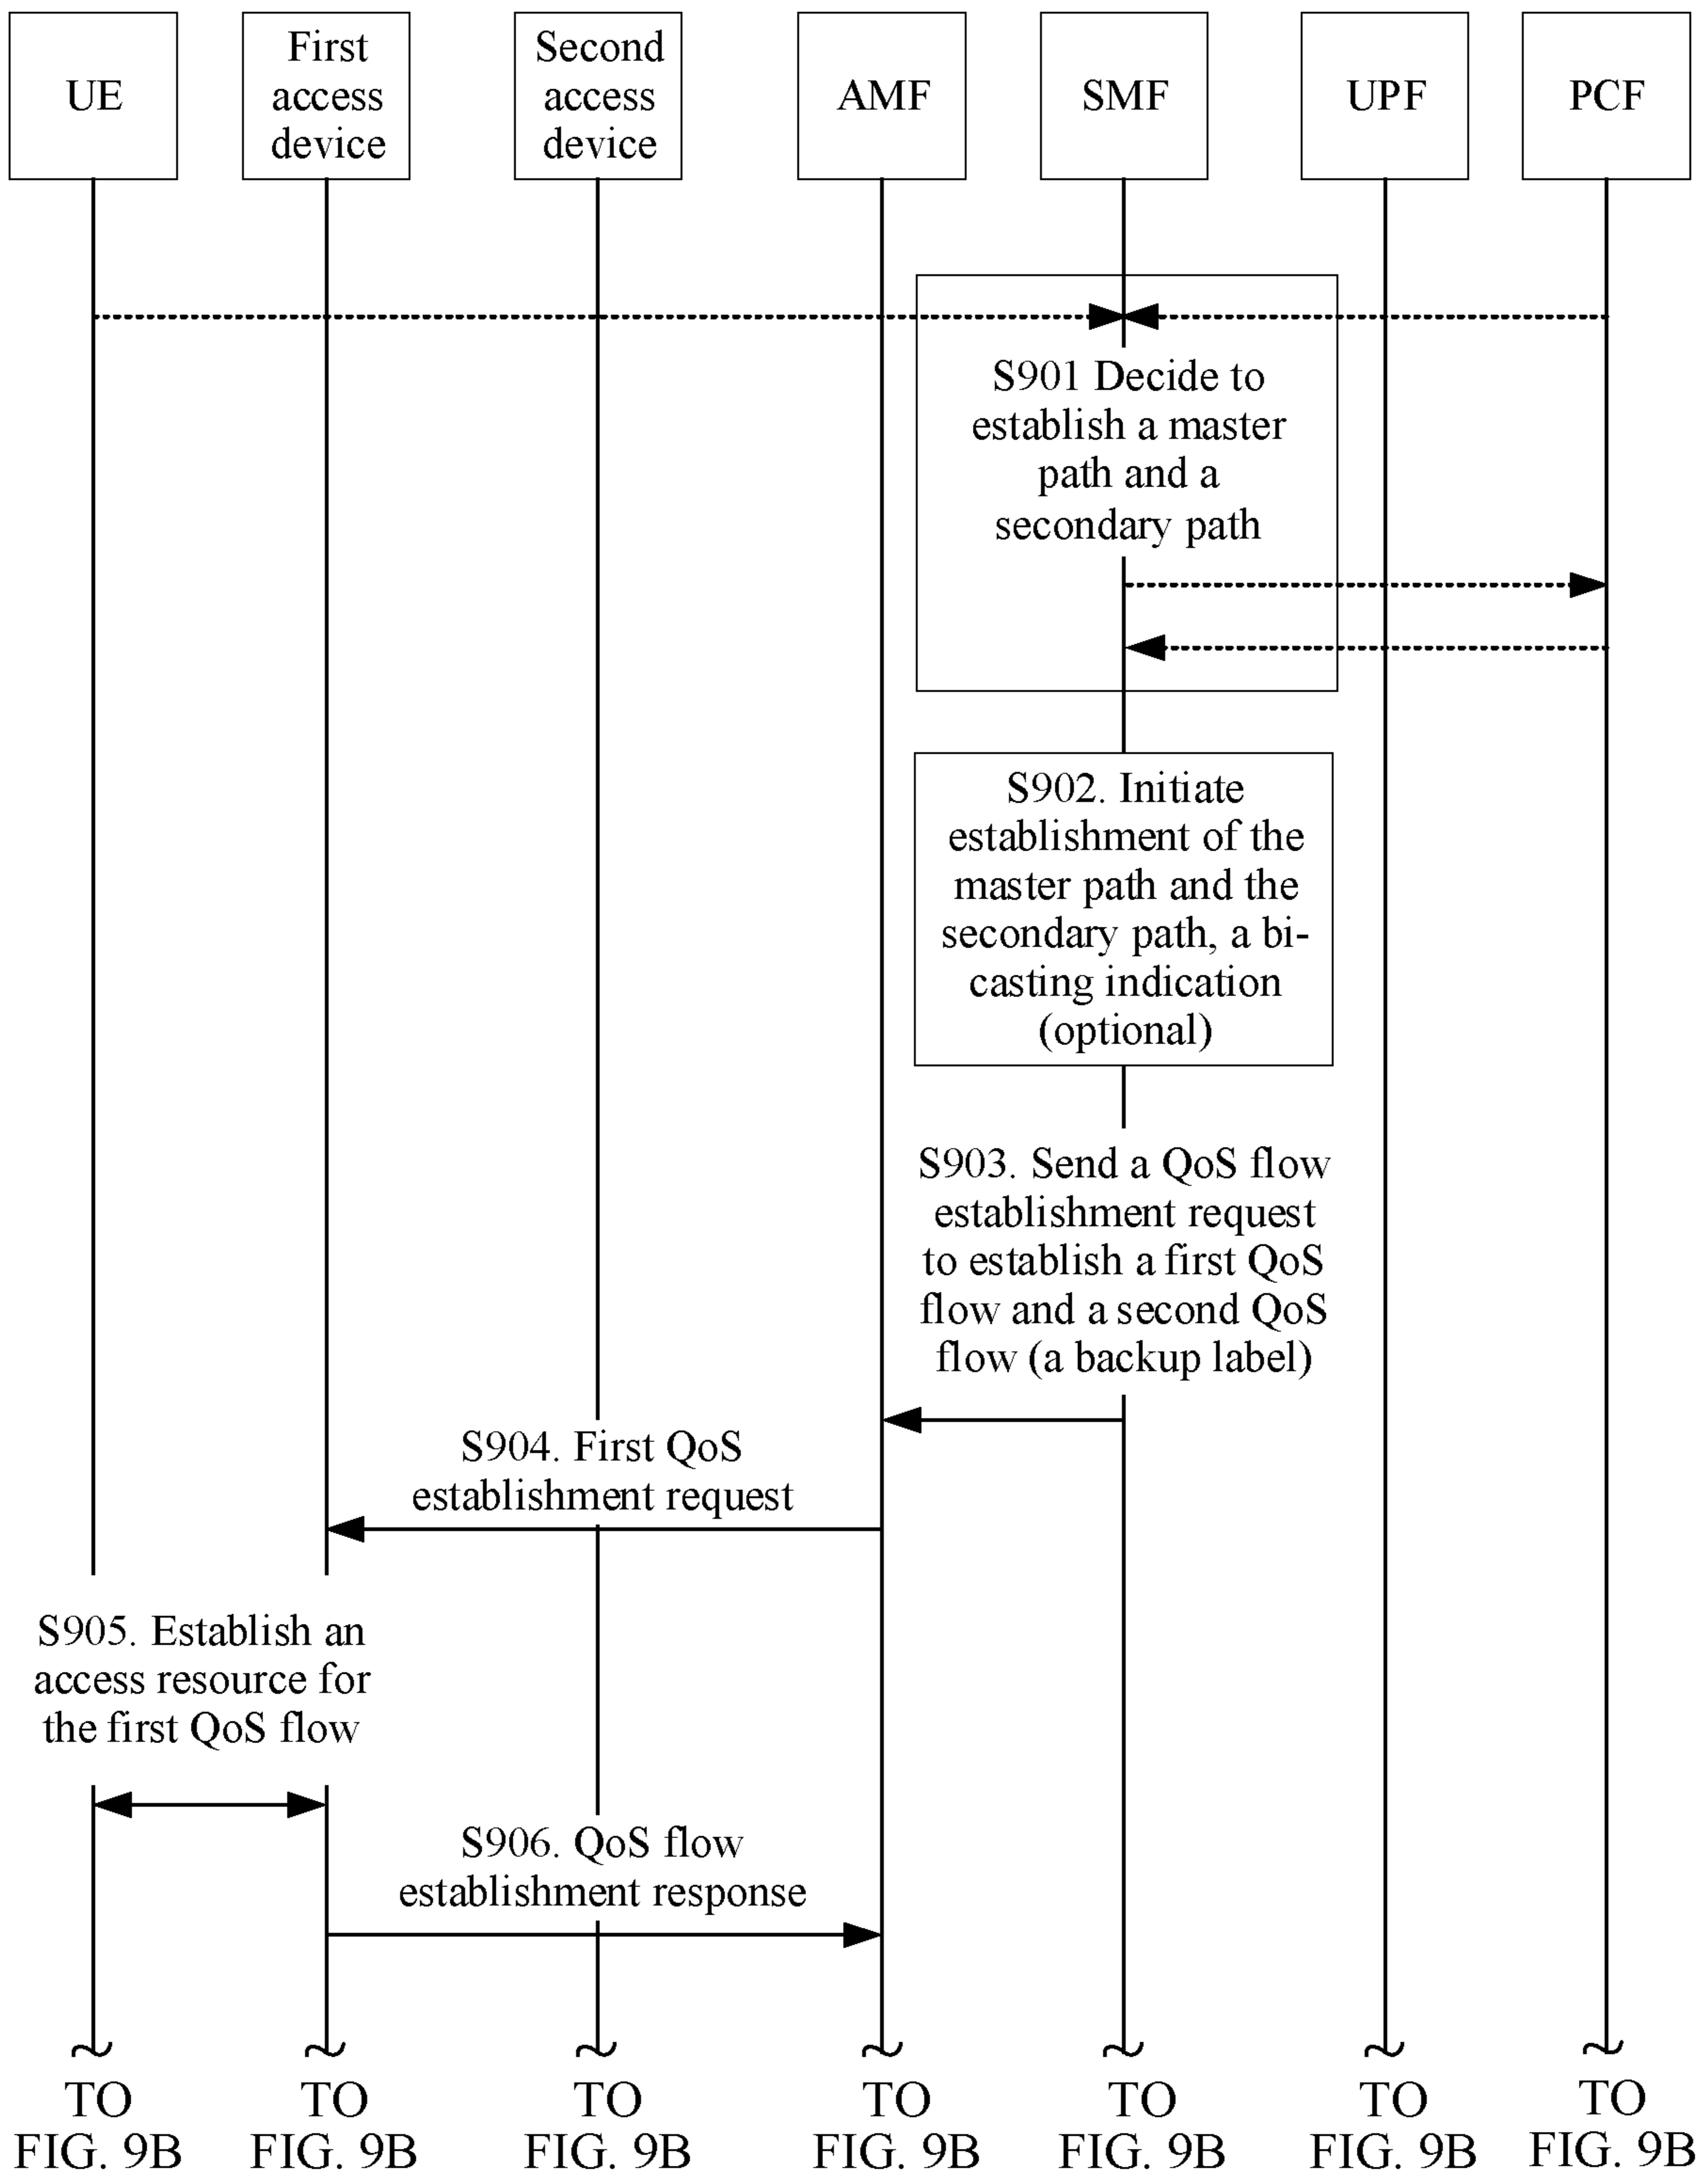 UE
First
access
device
Second
access
device
AMF
SMF
UPF
PCF
S901 Decide to
establish a master
path and a
secondary path
S902. Initiate
establishment of the
master path and the
secondary path, a bi-
casting indication
(optional)
S903. Send a QoS flow
establishment request
to establish a first QoS
flow and a second QoS
flow (a backup label)
S904. First QoS
establishment request
S905. Establish an
access resource for
the first QoS flow
S906. QoS flow
establishment response
TO
FIG. 9B
TO
FIG. 9B
TO
FIG. 9B
TO
FIG. 9B
TO
FIG. 9B
TO
FIG. 9B
TO
FIG. 9B